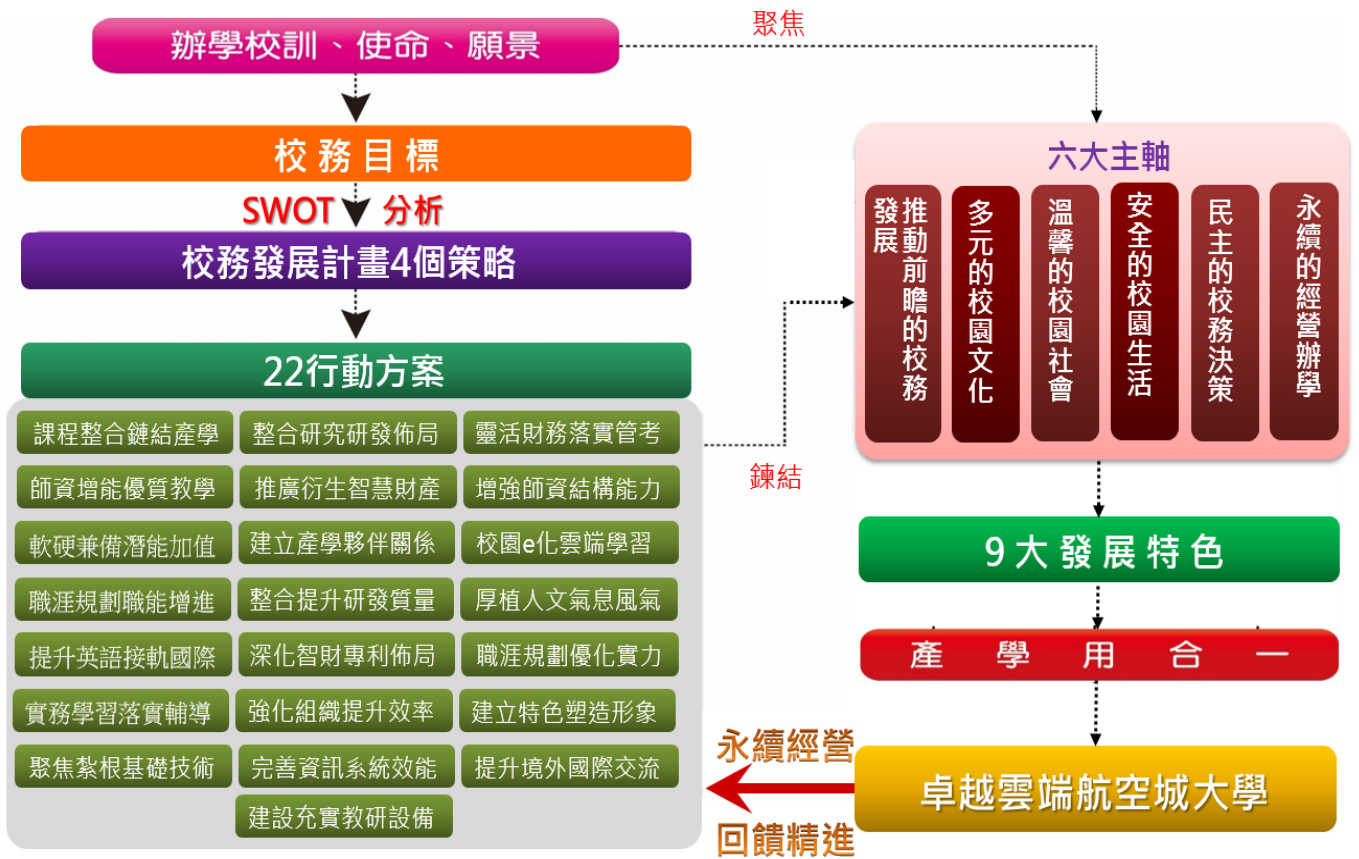 辦學校訓、使命、願景
聚焦
校務目標
SWOT 分析
校務發展計畫4個策略
22行動方案
課程整合鏈結產學
整合研究研發佈局
靈活財務落實管考
師資增能優質教學
推廣衍生智慧財產
增強師資結構能力
軟硬兼備潛能加值
建立產學夥伴關係
校園e化雲端學習
職涯規劃職能增進
整合提升研發質量
厚植人文氣息風氣
提升英語接軌國際
深化智財專利佈局
職涯規劃優化實力
實務學習落實輔導
強化組織提升效率
建立特色塑造形象
聚焦紮根基礎技術
完善資訊系統效能
提升境外國際交流
建設充實教研設備
鍊結
六大主軸
推動前瞻的校務
發展
多元的校園文化
溫馨的校園社會
安全的校園生活
民主的校務決策
永續的經營辦學
9大發展特色
產學用合一
卓越雲端航空城大學
永續經營
回饋精進